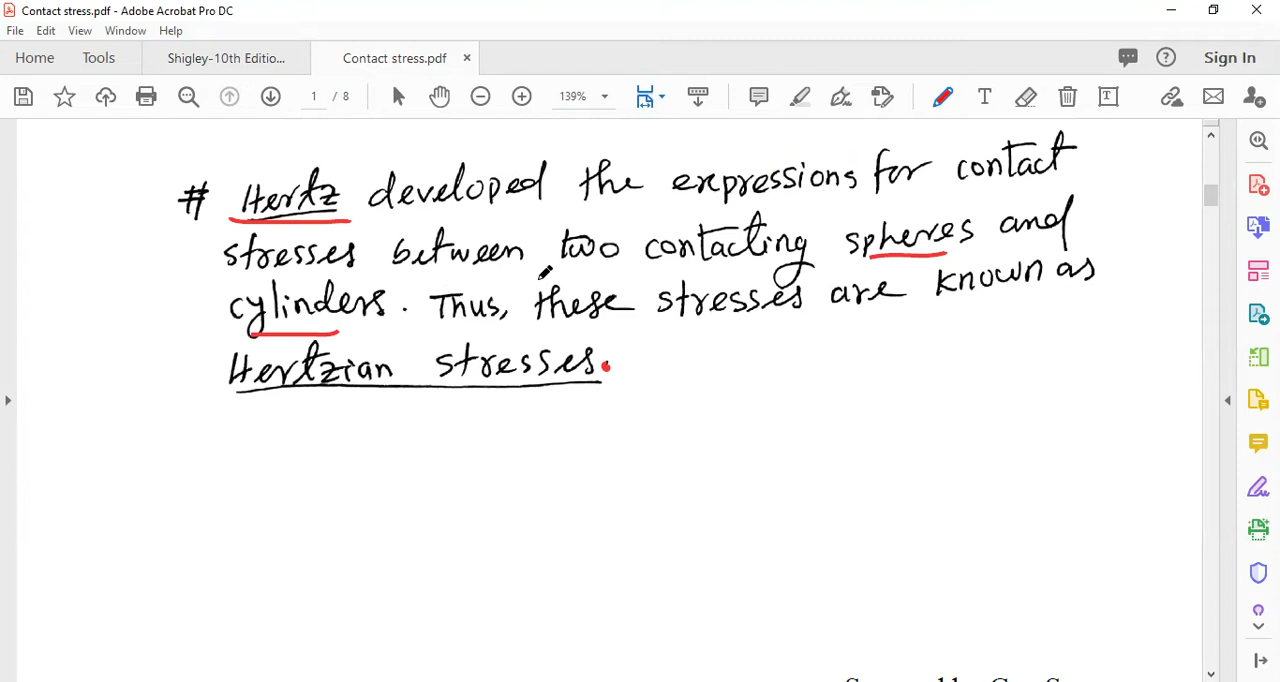 Contact stress.pdf - Adobe Acrobat Pro DC
File Edit View Window Help
Home Tools Shigley-10th Editio... Contact stress.pdf × Sign In
1 / 8 139%
# Hertz developed the expressions for contact
stresses between two contacting spheres and
cylinders. Thus, these stresses are known as
Hertzian stresses.